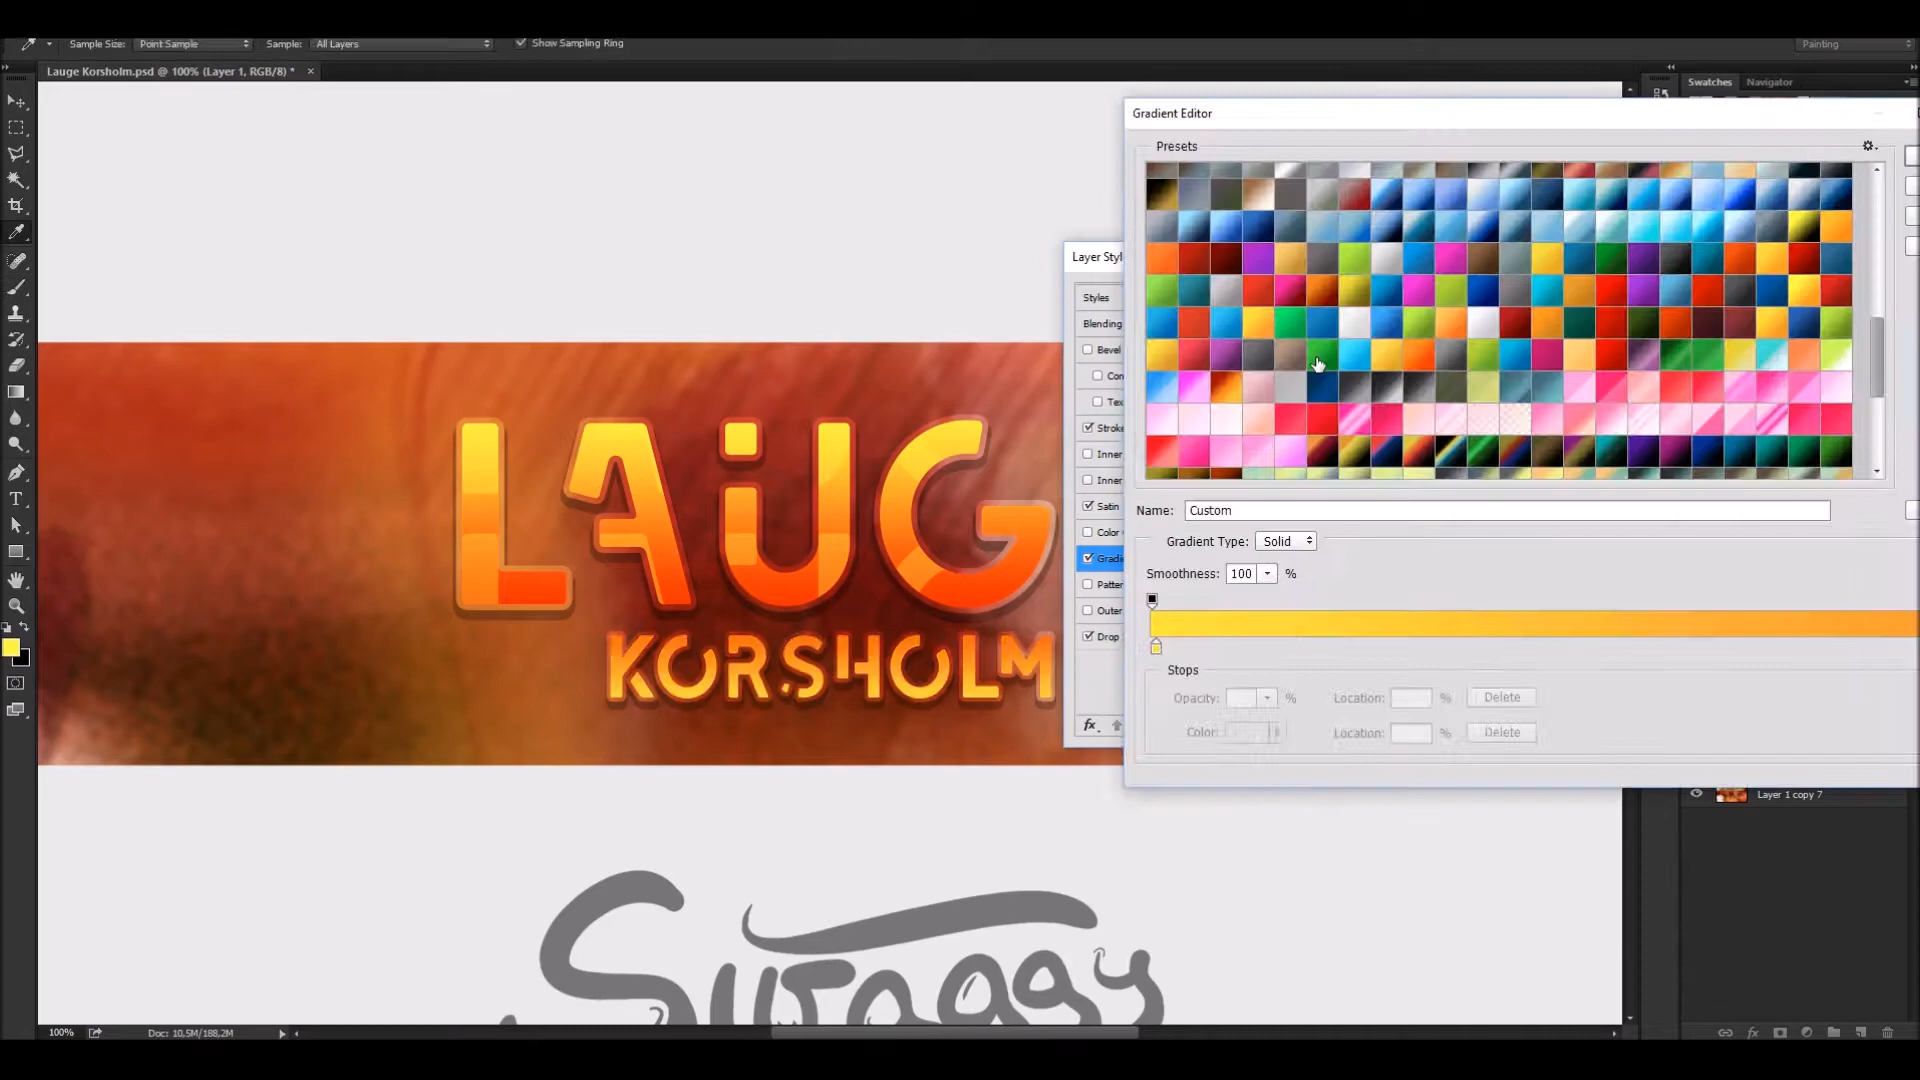 Sample Size: Point Sample Sample: All Layers Show Sampling Ring Painting
Lauge Korsholm.psd @ 100% (Layer 1, RGB/8) * ×
Swatches Navigator
Gradient Editor
Presets
Layer Styl
Styles
Blending
Bevel
Con
Tex
Stroke
Inner
Inner
Satin
Color
Gradi
Patter
Outer
Drop
fx
Name: Custom
Gradient Type: Solid
Smoothness: 100 %
Stops
Opacity: % Location: % Delete
Color: Location: % Delete
LAUG
KORSHOLM
Layer 1 copy 7
Swaggy
100% Doc: 10,5M/188,2M
fx